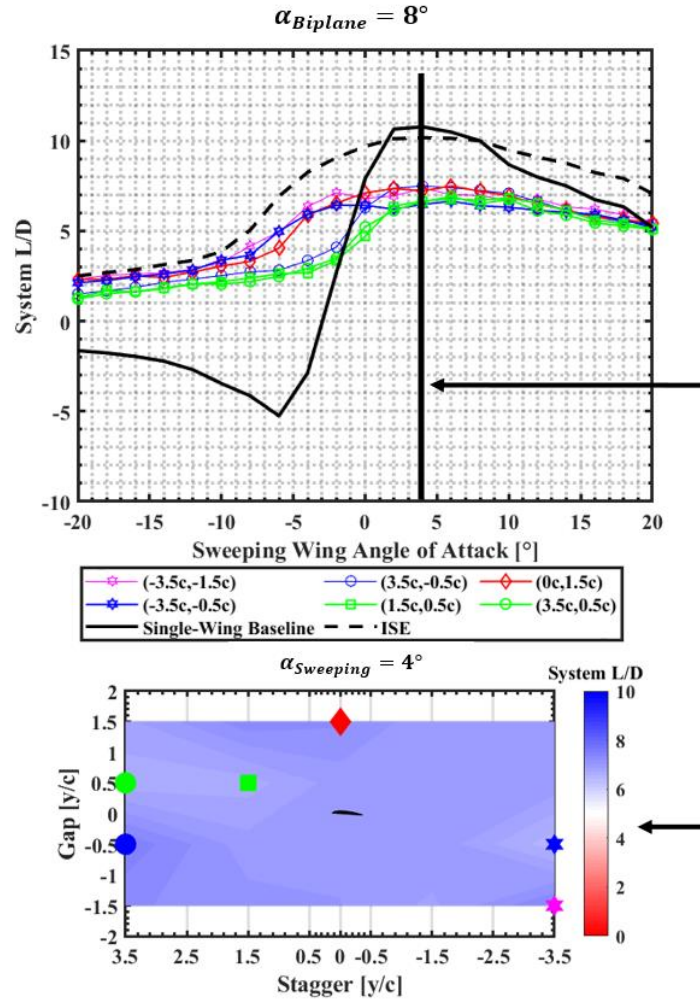 α_Biplane = 8°
15
10
5
0
-5
-10
System L/D
-20 -15 -10 -5 0 5 10 15 20
Sweeping Wing Angle of Attack [°]
(-3.5c,-1.5c) (3.5c,-0.5c) (0c,1.5c)
(-3.5c,-0.5c) (1.5c,0.5c) (3.5c,0.5c)
Single-Wing Baseline ISE
α_Sweeping = 4°
System L/D
2
1.5
1
0.5
0
-0.5
-1
-1.5
-2
Gap [y/c]
3.5 2.5 1.5 0.5 0 -0.5 -1.5 -2.5 -3.5
Stagger [y/c]
10
8
6
4
2
0